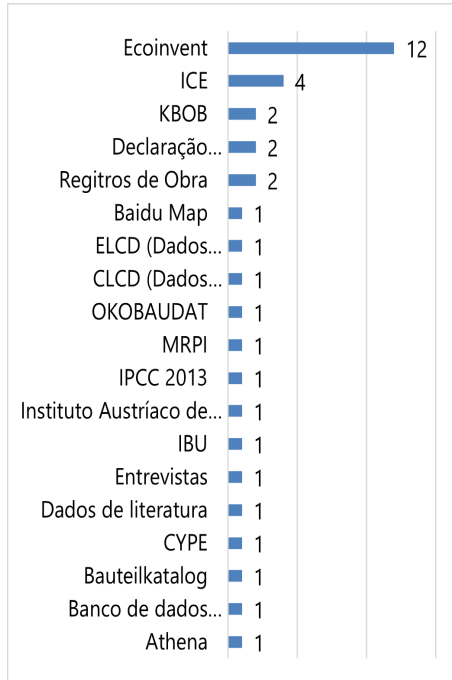 Ecoinvent 12
ICE 4
KBOB 2
Declaração... 2
Regitros de Obra 2
Baidu Map 1
ELCD (Dados... 1
CLCD (Dados... 1
OKOBAUDAT 1
MRPI 1
IPCC 2013 1
Instituto Austríaco de... 1
IBU 1
Entrevistas 1
Dados de literatura 1
CYPE 1
Bauteilkatalog 1
Banco de dados... 1
Athena 1